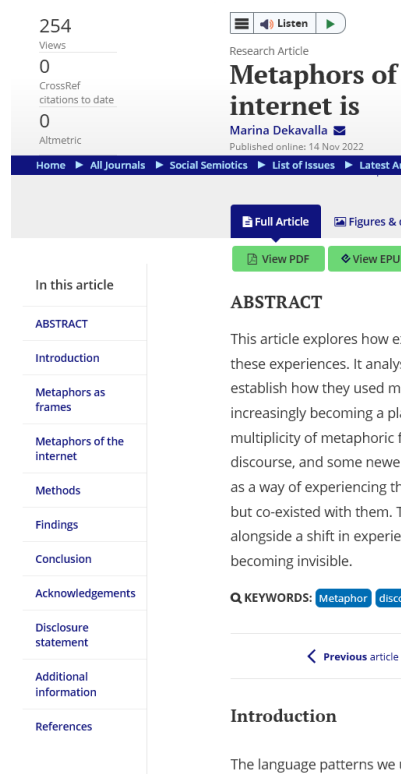 254
Views
0
CrossRef
citations to date
0
Altmetric
Listen
Research Article
Metaphors of
internet is
Marina Dekavalla
Published online: 14 Nov 2022
Home ▶ All Journals ▶ Social Semiotics ▶ List of Issues ▶ Latest
Full Article
Figures &
View PDF
View EPU
In this article
ABSTRACT
Introduction
Metaphors as
frames
Metaphors of the
internet
Methods
Findings
Conclusion
Acknowledgements
Disclosure
statement
Additional
information
References
ABSTRACT
This article explores how e
these experiences. It analy
establish how they used m
increasingly becoming a pl
multiplicity of metaphoric f
discourse, and some newe
as a way of experiencing th
but co-existed with them. T
alongside a shift in experie
becoming invisible.
KEYWORDS: Metaphor disc
Previous article
Introduction
The language patterns we u